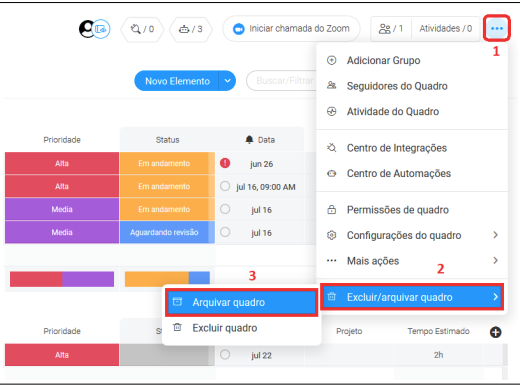 / 0
/ 3
Iniciar chamada do Zoom
/ 1
Atividades / 0
1
Novo Elemento
Buscar/Filtrar
Adicionar Grupo
Seguidores do Quadro
Atividade do Quadro
Centro de Integrações
Centro de Automações
Permissões de quadro
Configurações do quadro
Mais ações
2
Excluir/arquivar quadro
Prioridade Status Data
Alta Em andamento jun 26
Alta Em andamento jul 16, 09:00 AM
Media Em andamento jul 16
Media Aguardando revisão jul 16
3
Arquivar quadro
Excluir quadro
Prioridade S Projeto Tempo Estimado
Alta jul 22 2h